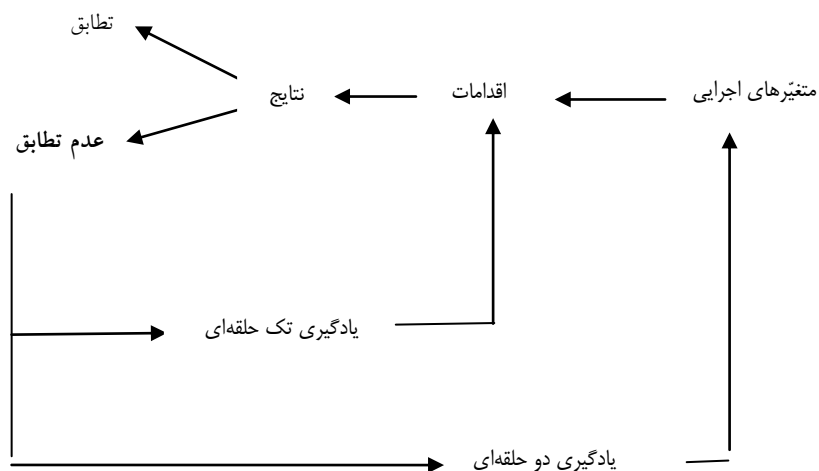 تطابق
متغیّرهای اجرایی
اقدامات
نتایج
عدم تطابق
یادگیری تک حلقه‌ای
یادگیری دو حلقه‌ای